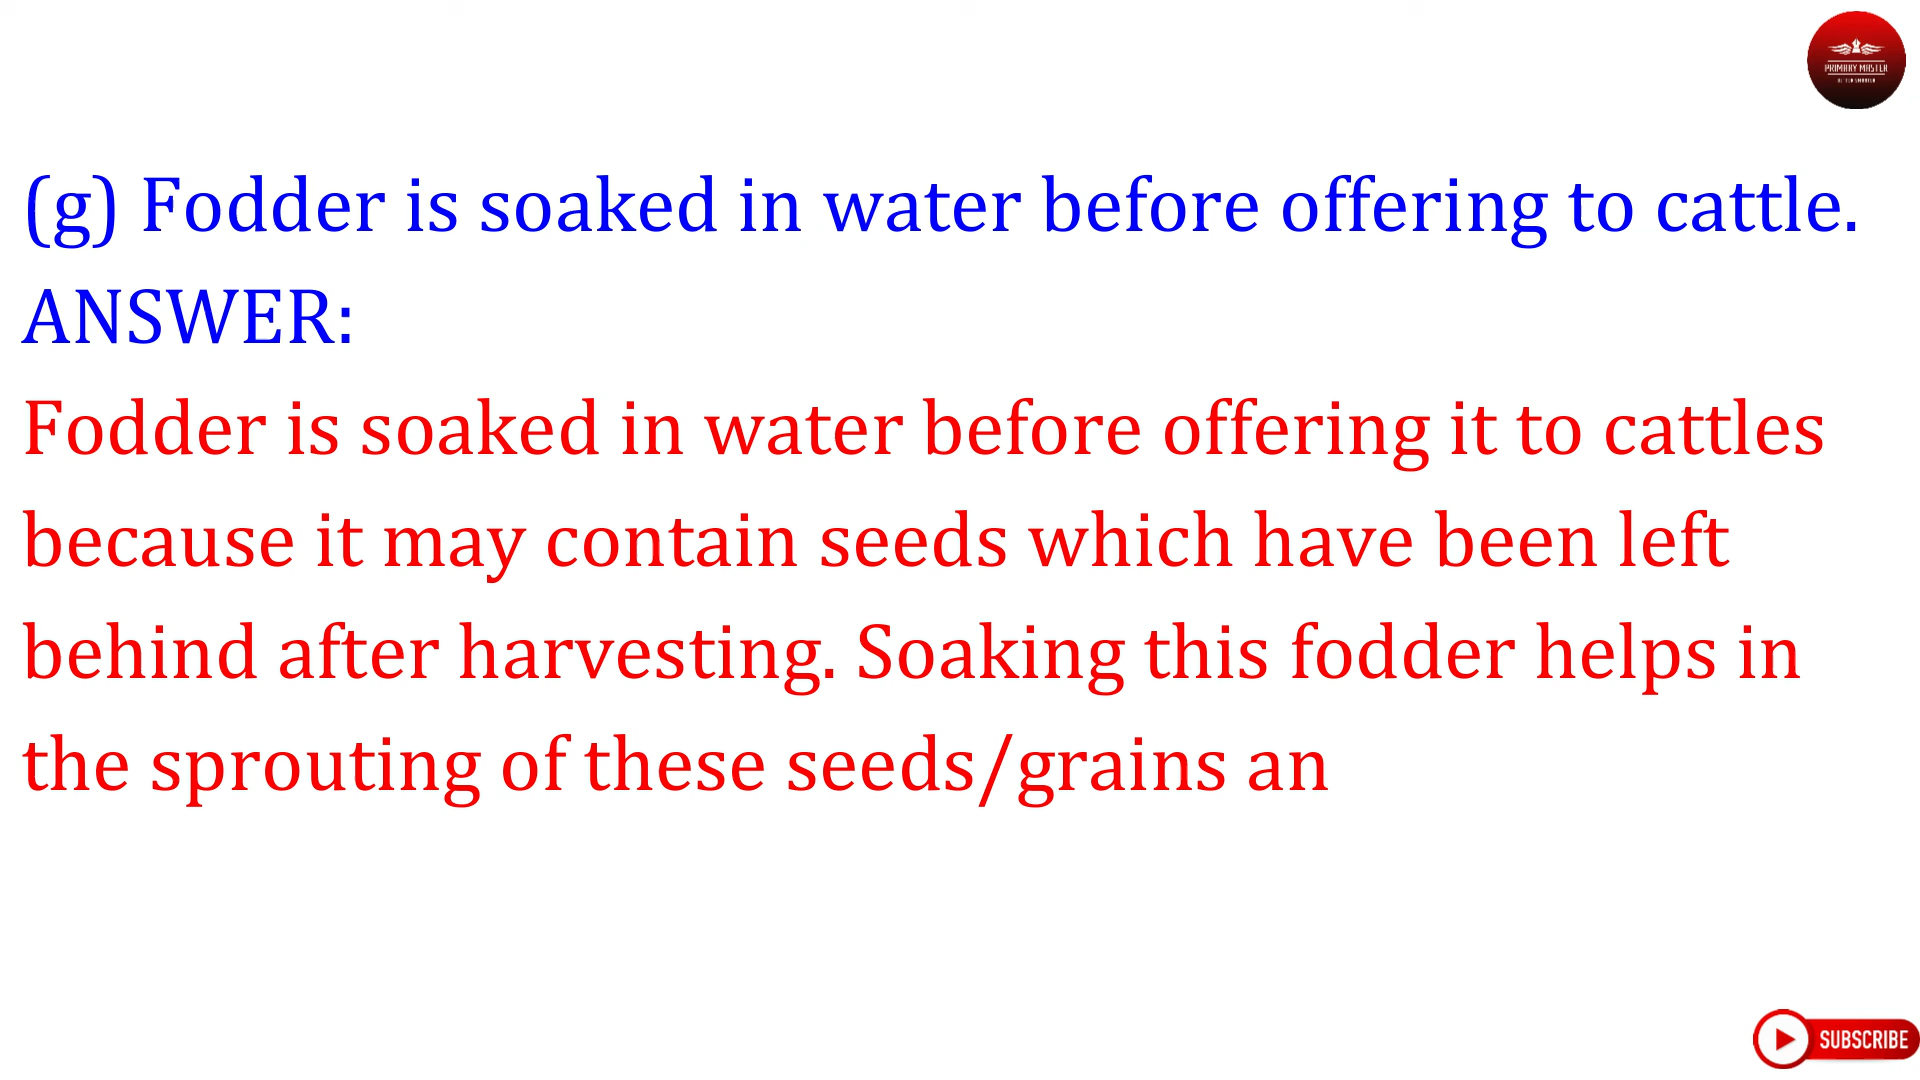 PRIMARY MASTER
(g) Fodder is soaked in water before offering to cattle.
ANSWER:
Fodder is soaked in water before offering it to cattles
because it may contain seeds which have been left
behind after harvesting. Soaking this fodder helps in
the sprouting of these seeds/grains an
SUBSCRIBE